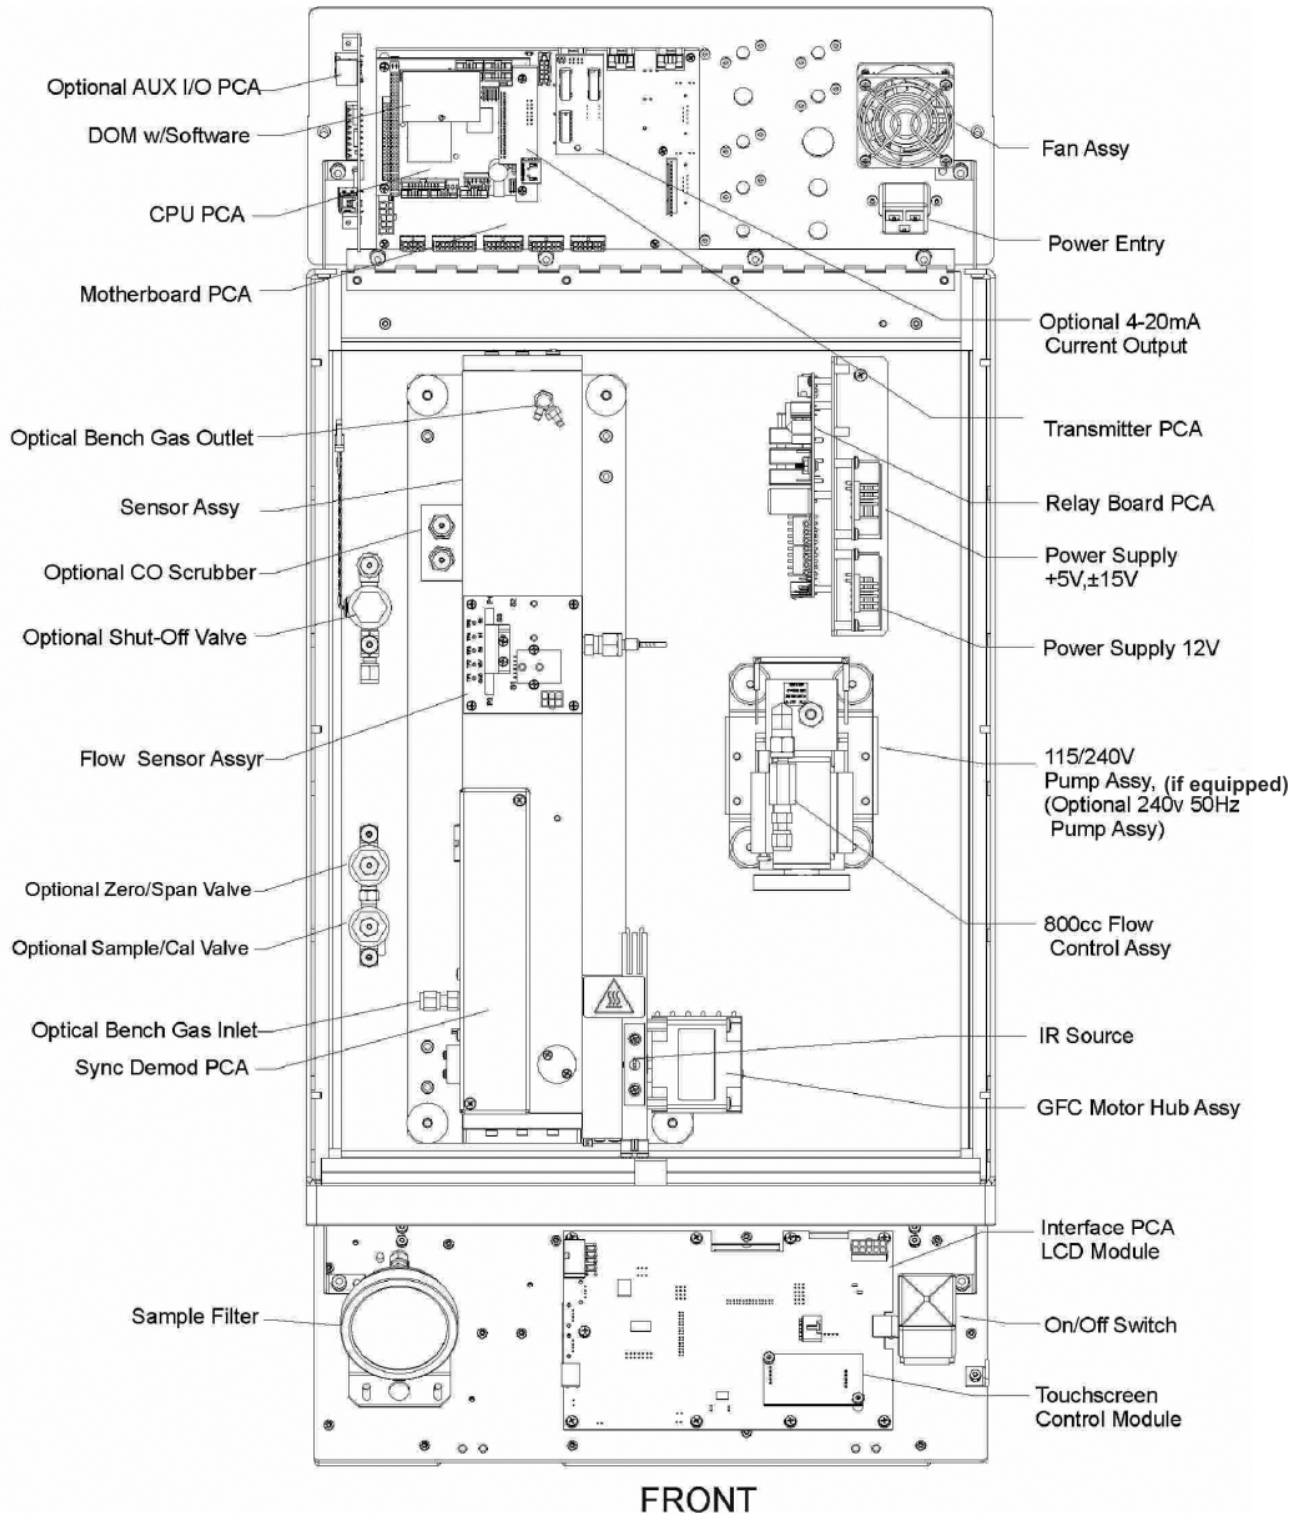 Optional AUX I/O PCA
DOM w/Software
CPU PCA
Motherboard PCA
Optical Bench Gas Outlet
Sensor Assy
Optional CO Scrubber
Optional Shut-Off Valve
Flow Sensor Assyr
Optional Zero/Span Valve
Optional Sample/Cal Valve
Optical Bench Gas Inlet
Sync Demod PCA
Sample Filter
Fan Assy
Power Entry
Optional 4-20mA
Current Output
Transmitter PCA
Relay Board PCA
Power Supply
+5V,±15V
Power Supply 12V
115/240V
Pump Assy, (if equipped)
(Optional 240v 50Hz
Pump Assy)
800cc Flow
Control Assy
IR Source
GFC Motor Hub Assy
Interface PCA
LCD Module
On/Off Switch
Touchscreen
Control Module
FRONT